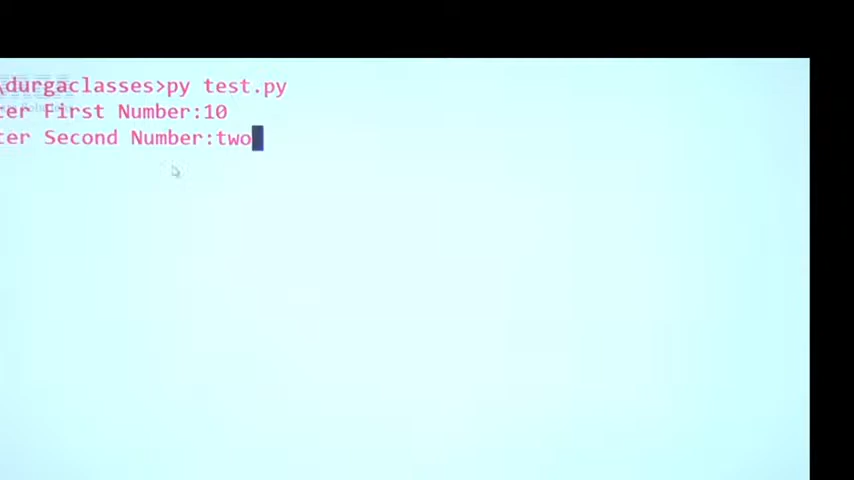 \durgaclasses>py test.py
ter First Number:10
ter Second Number:two